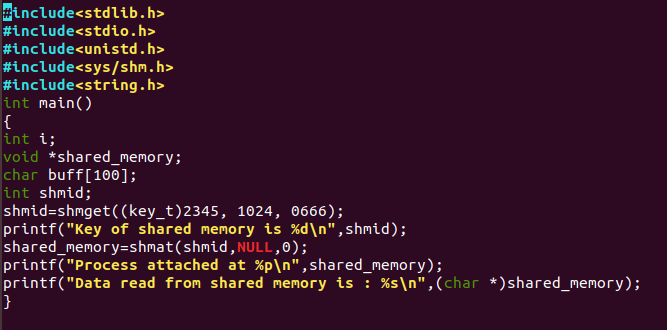 #include<stdlib.h>
#include<stdio.h>
#include<unistd.h>
#include<sys/shm.h>
#include<string.h>
int main()
{
int i;
void *shared_memory;
char buff[100];
int shmid;
shmid=shmget((key_t)2345, 1024, 0666);
printf("Key of shared memory is %d\n",shmid);
shared_memory=shmat(shmid,NULL,0);
printf("Process attached at %p\n",shared_memory);
printf("Data read from shared memory is : %s\n",(char *)shared_memory);
}